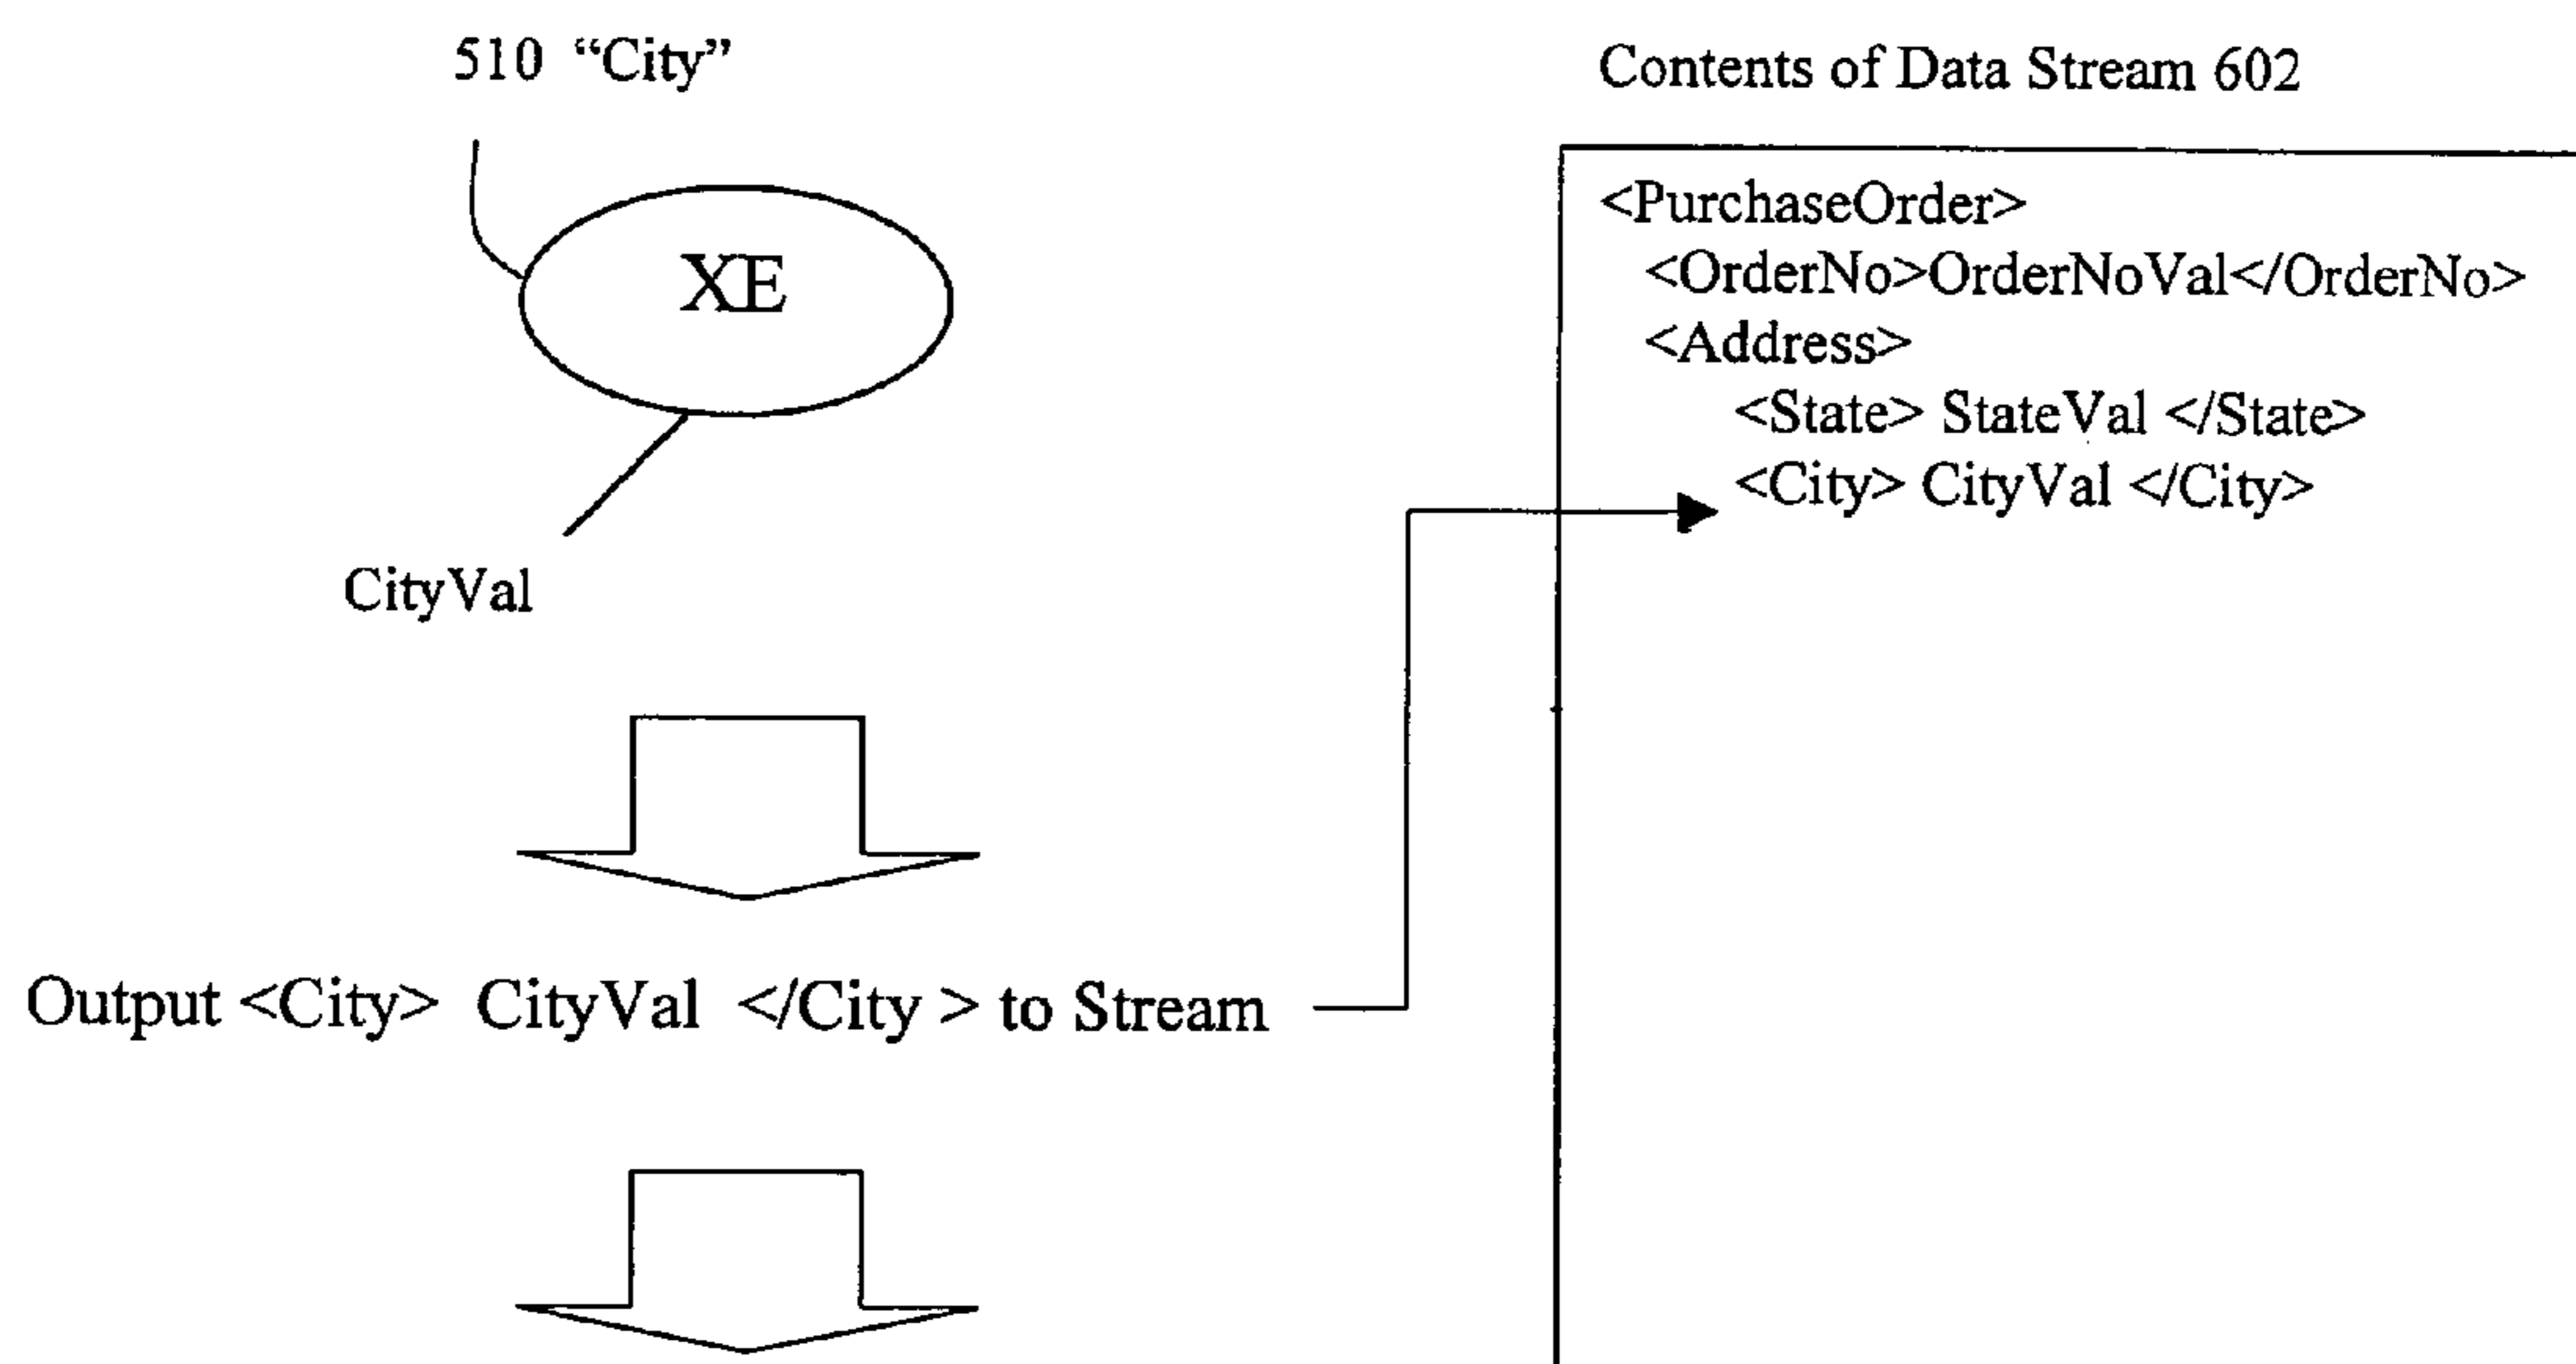 510 “City”
XE
CityVal
Output <City> CityVal </City > to Stream
Contents of Data Stream 602
<PurchaseOrder>
<OrderNo>OrderNoVal</OrderNo>
<Address>
<State> StateVal </State>
<City> CityVal </City>